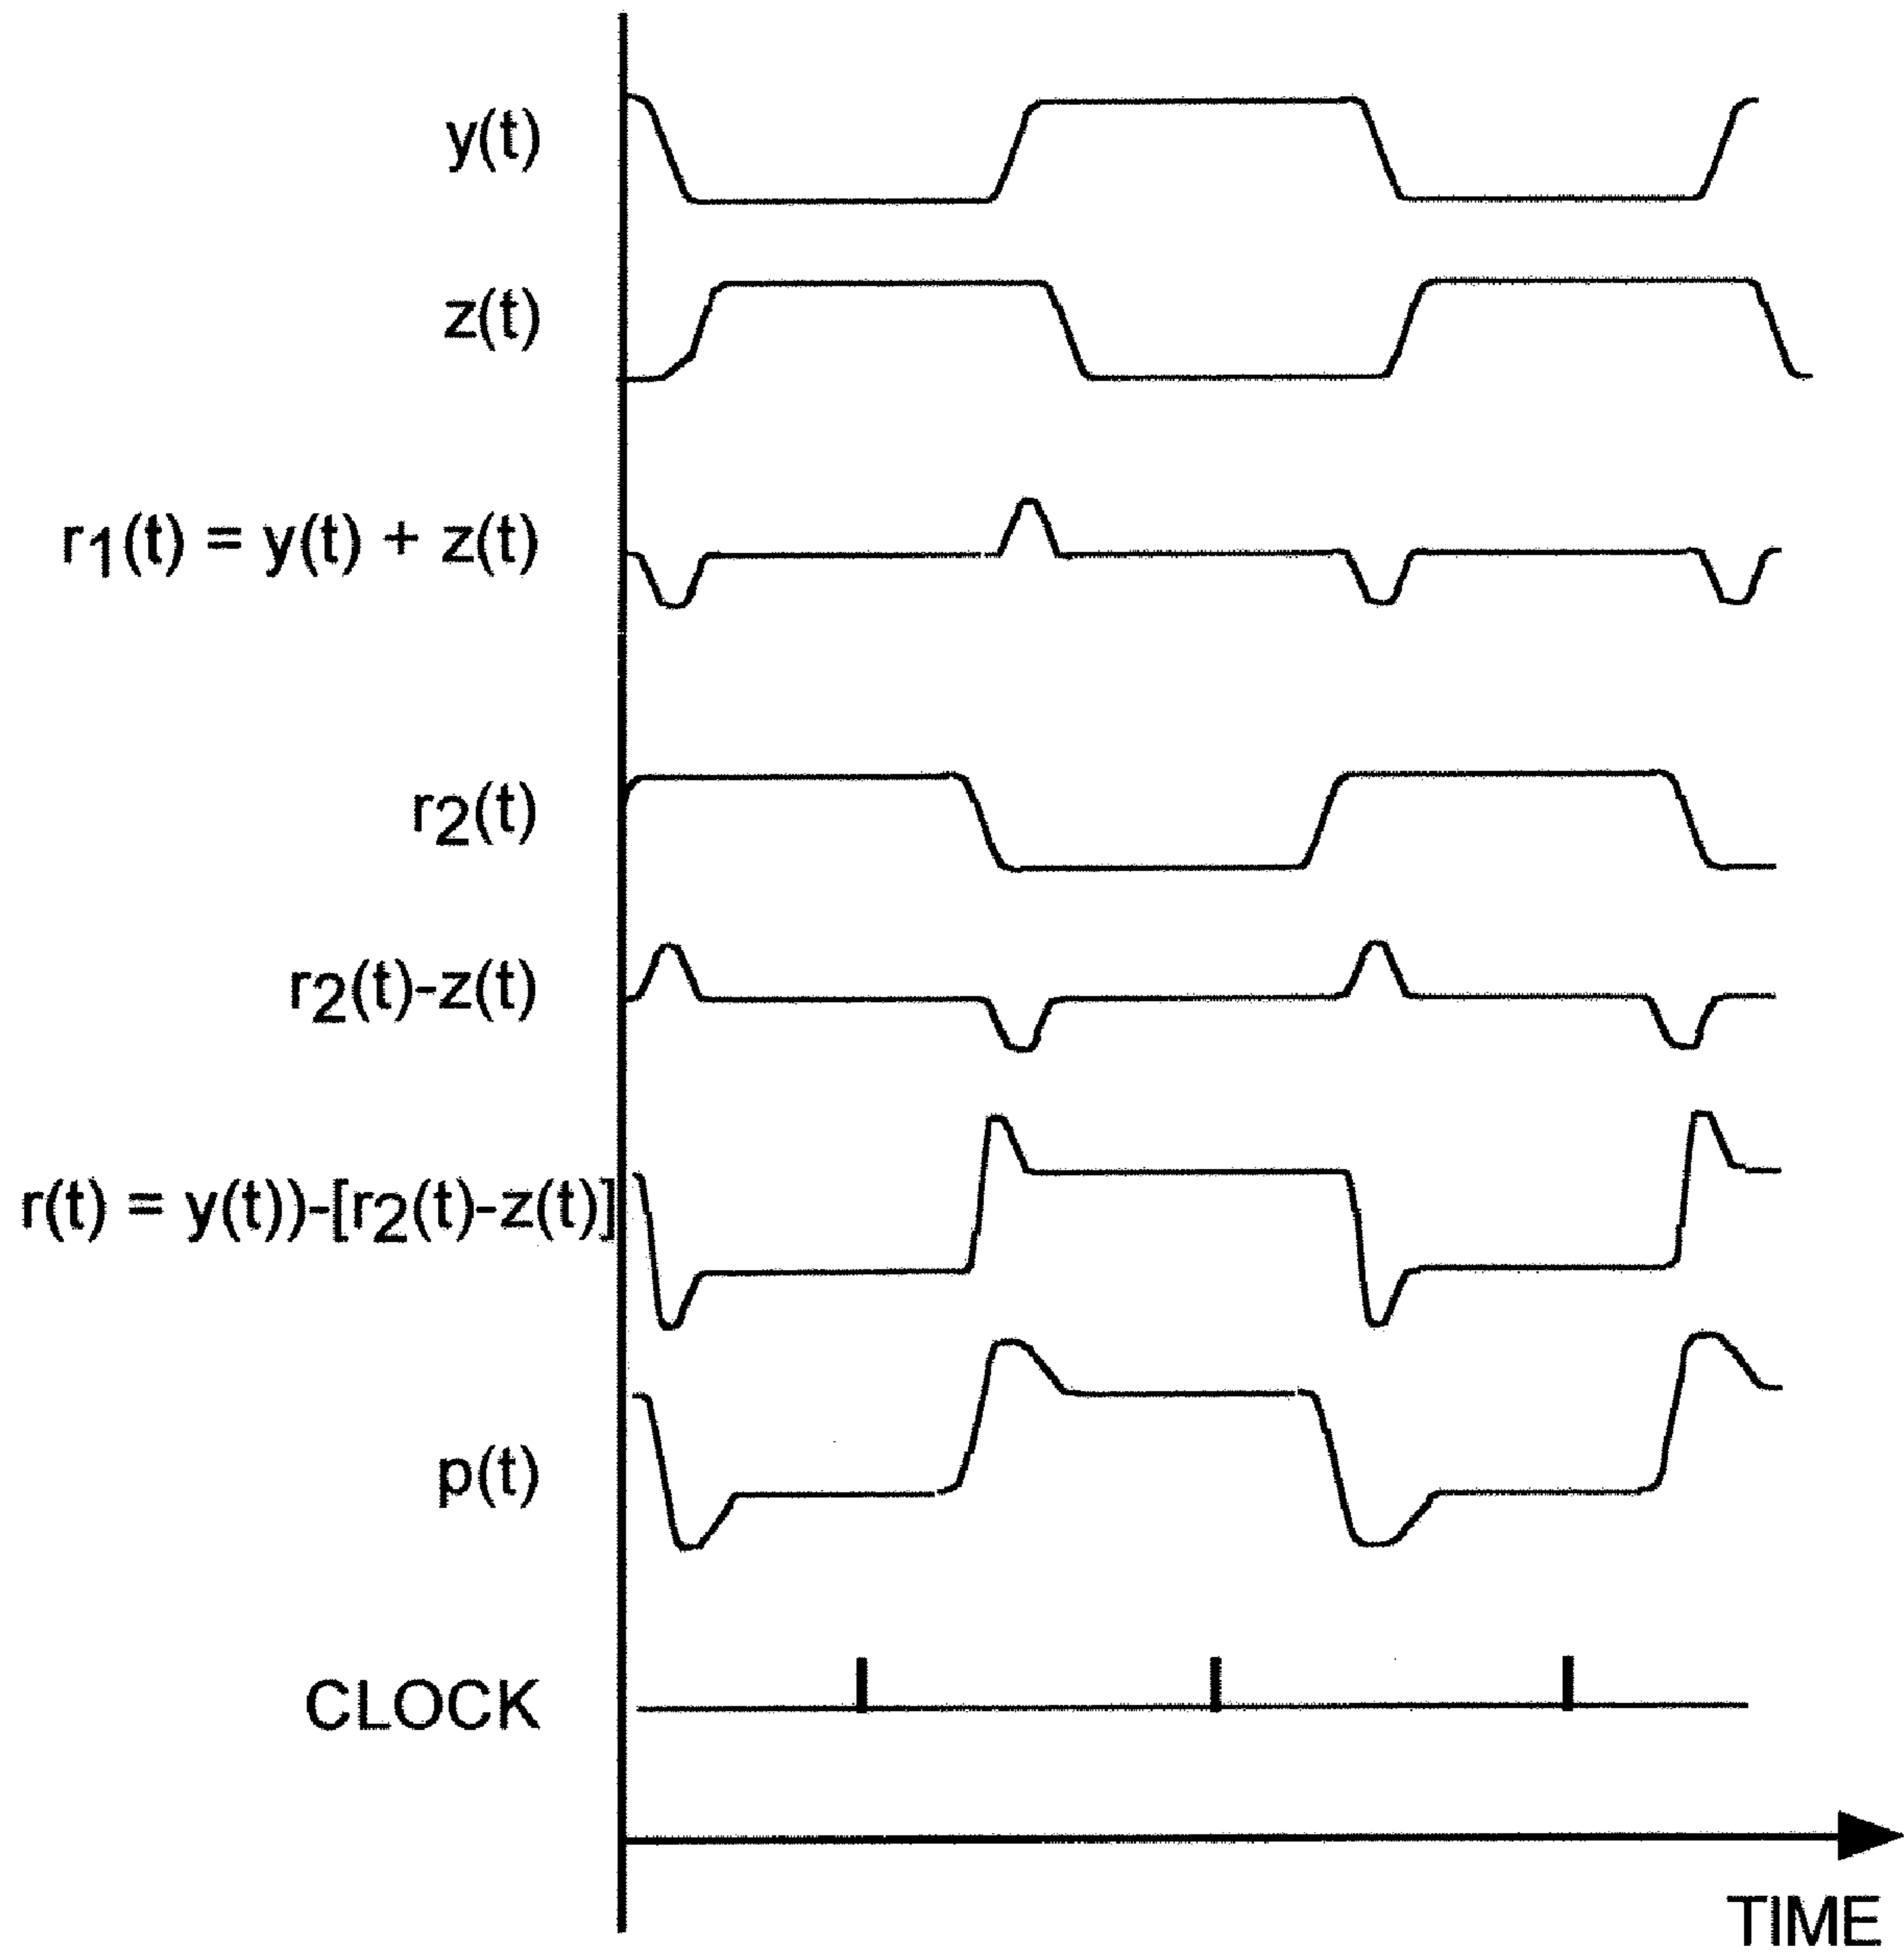 y(t)
z(t)
r1(t) = y(t) + z(t)
r2(t)
r2(t)-z(t)
r(t) = y(t))-[r2(t)-z(t)]
p(t)
CLOCK
TIME